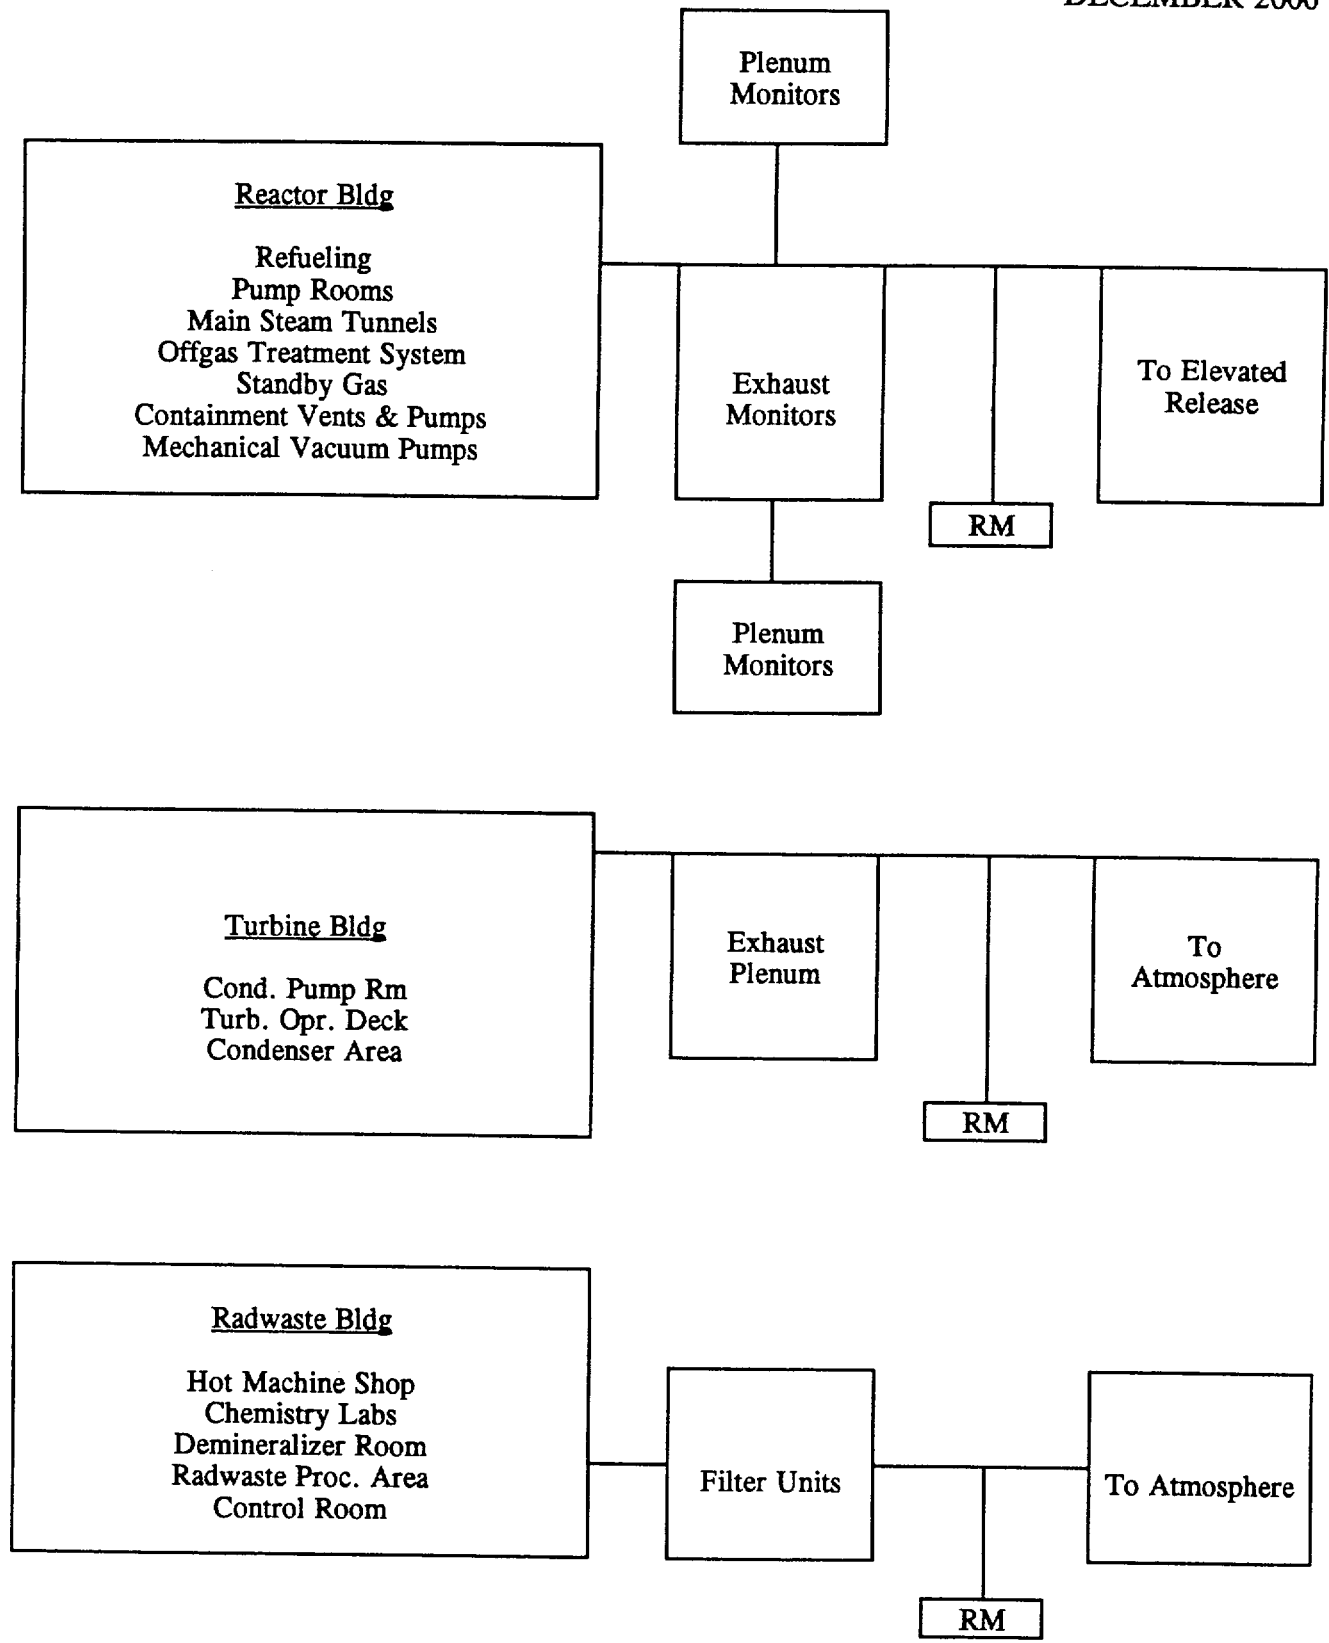 DECEMBER 2000
Plenum
Monitors
Reactor Bldg
Refueling
Pump Rooms
Main Steam Tunnels
Offgas Treatment System
Standby Gas
Containment Vents & Pumps
Mechanical Vacuum Pumps
Exhaust
Monitors
RM
To Elevated
Release
Plenum
Monitors
Turbine Bldg
Cond. Pump Rm
Turb. Opr. Deck
Condenser Area
Exhaust
Plenum
RM
To
Atmosphere
Radwaste Bldg
Hot Machine Shop
Chemistry Labs
Demineralizer Room
Radwaste Proc. Area
Control Room
Filter Units
RM
To Atmosphere